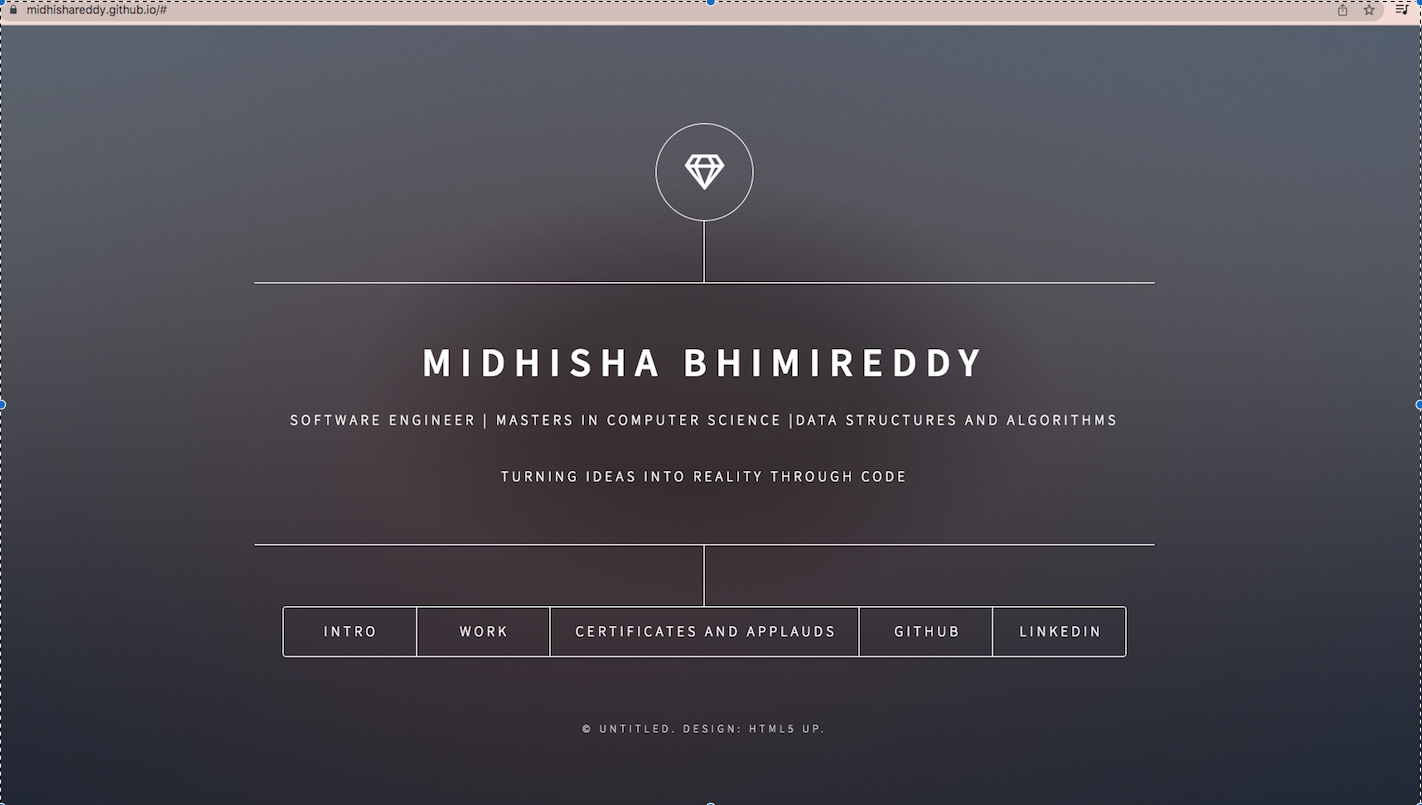 midhishareddy.github.io/#
MIDHISHA BHIMIREDDY
SOFTWARE ENGINEER | MASTERS IN COMPUTER SCIENCE |DATA STRUCTURES AND ALGORITHMS
TURNING IDEAS INTO REALITY THROUGH CODE
INTRO WORK CERTIFICATES AND APPLAUDS GITHUB LINKEDIN
© UNTITLED. DESIGN: HTML5 UP.